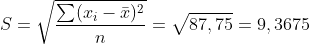 S = \sqrt{\frac{\sum (x_i - \bar{x})^2}{n}} = \sqrt{87,75} = 9,3675